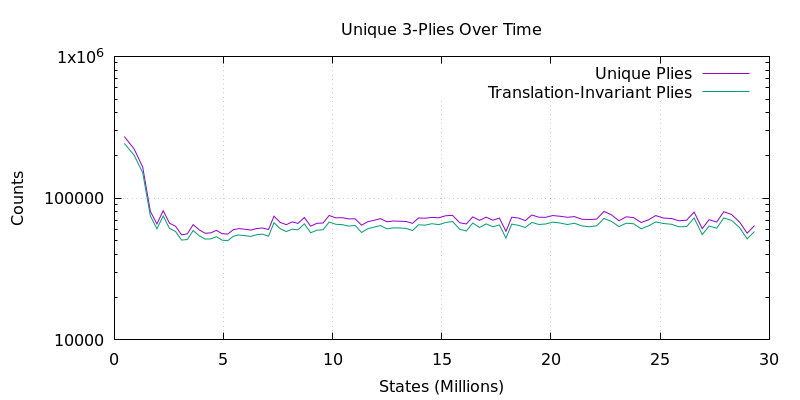 Unique 3-Plies Over Time
1x10^6
Unique Plies
Translation-Invariant Plies
Counts
100000
10000
0 5 10 15 20 25 30
States (Millions)